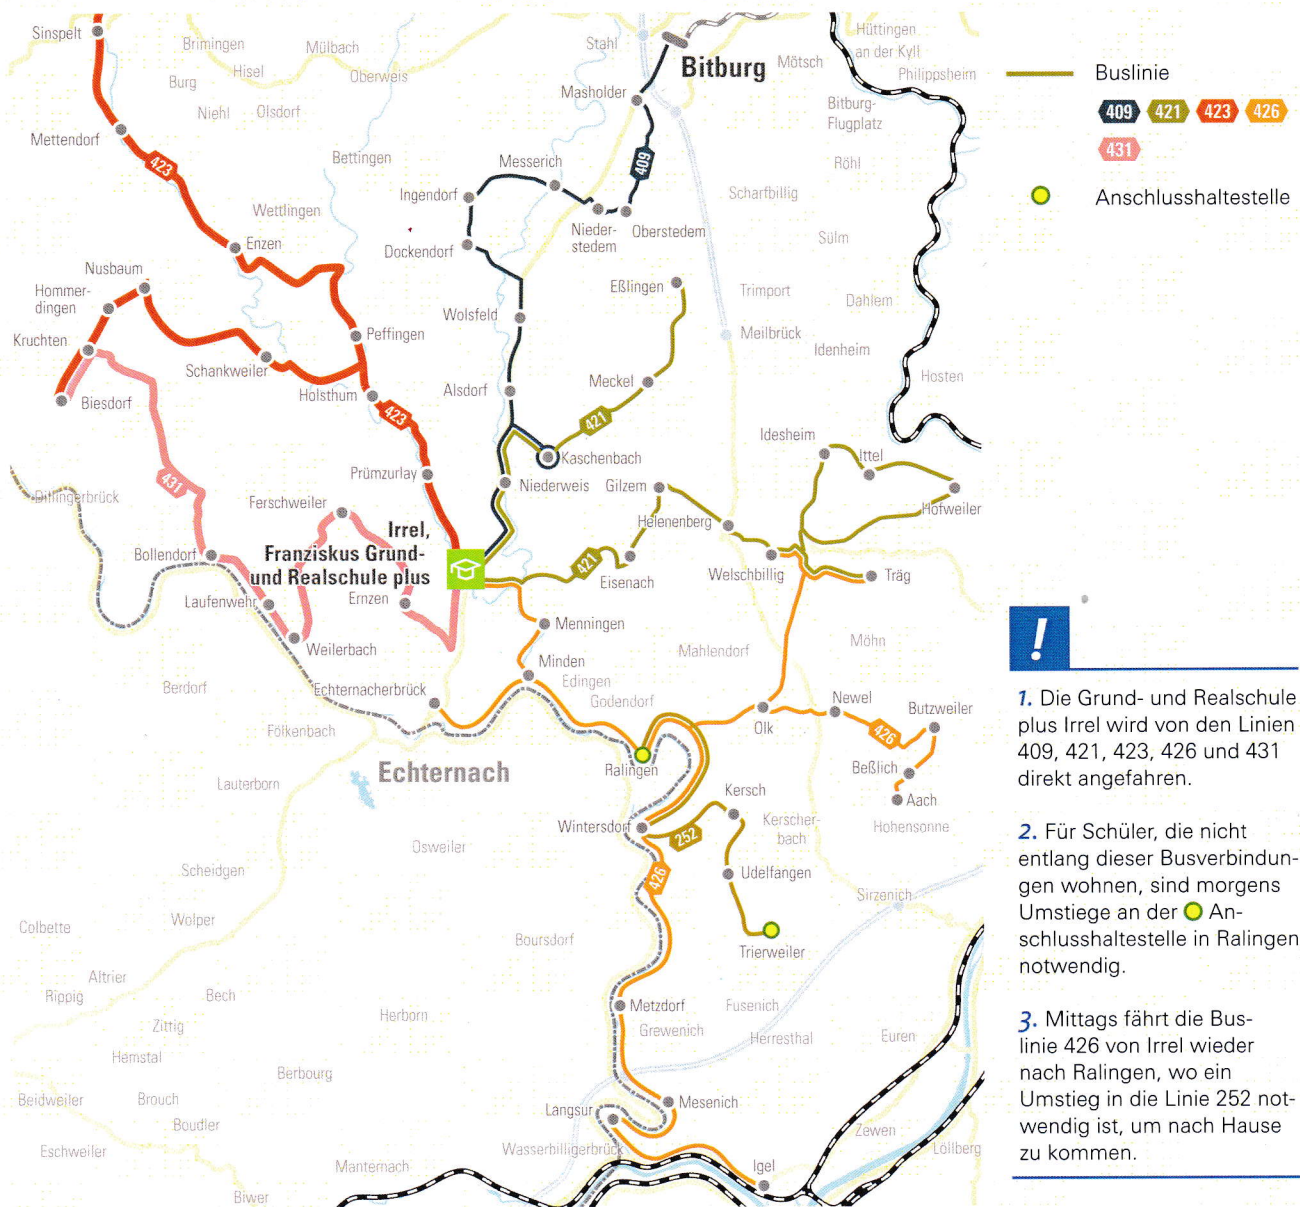 Sinspelt
Brimingen
Mülbach
Stahl
Hüttingen
an der Kyll
Bitburg
Mötsch
Hisel
Oberweis
Burg
Philippsheim
Masholder
Niehl
Olsdorf
Bitburg-
Flugplatz
Mettendorf
423
Bettingen
Messerich
409
Röhl
Ingendorf
Scharfbillig
Wettlingen
Nieder-
stedem
Oberstedem
Enzen
Dockendorf
Sülm
Nusbaum
Eßlingen
Trimport
Hommer-
dingen
Dahlem
Wolsfeld
Kruchten
Peffingen
Meilbrück
Idenheim
Schankweiler
Meckel
Hosten
Biesdorf
Holsthum
Alsdorf
423
421
Idesheim
Ittel
Kaschenbach
Prümzurlay
431
Niederweis
Gilzem
Dillingerbrück
Ferschweiler
Hofweiler
Helenenberg
Irrel,
Franziskus Grund-
und Realschule plus
Bollendorf
421
Eisenach
Welschbillig
Träg
Laufenwehr
Ernzen
Menningen
Weilerbach
Mahlendorf
Möhn
Minden
Edingen
Berdorf
Echternacherbrück
Godendorf
Newel
Butzweiler
Olk
426
Fölkenbach
Ralingen
Beßlich
Echternach
Lauterborn
Kersch
Aach
Wintersdorf
252
Kerscher-
bach
Hohensonne
Osweiler
Scheidgen
426
Udelfangen
Sirzenich
Colbette
Wolper
Boursdorf
Trierweiler
Altrier
Rippig
Bech
Metzdorf
Fusenich
Herborn
Zittig
Grewenich
Herresthal
Euren
Hemstal
Berbourg
Beidweiler
Brouch
Langsur
Mesenich
Boudler
Zewen
Eschweiler
Wasserbilligerbrück
Löllberg
Manternach
Igel
Biwer
Buslinie
409 421 423 426
431
Anschlusshaltestelle
!
1. Die Grund- und Realschule
plus Irrel wird von den Linien
409, 421, 423, 426 und 431
direkt angefahren.
2. Für Schüler, die nicht
entlang dieser Busverbindun-
gen wohnen, sind morgens
Umstiege an der An-
schlusshaltestelle in Ralingen
notwendig.
3. Mittags fährt die Bus-
linie 426 von Irrel wieder
nach Ralingen, wo ein
Umstieg in die Linie 252 not-
wendig ist, um nach Hause
zu kommen.